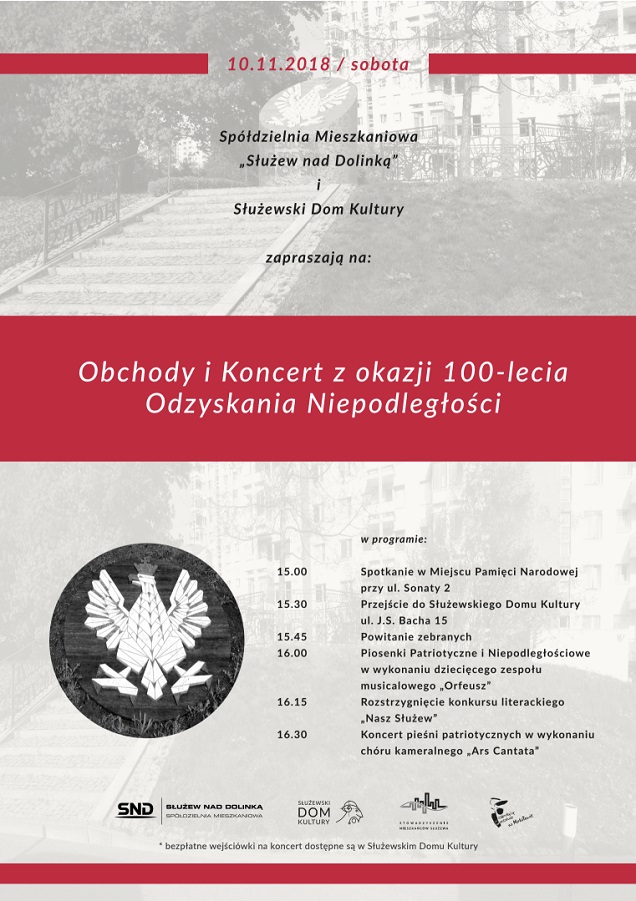 10.11.2018 / sobota
Spółdzielnia Mieszkaniowa
„Służew nad Dolinką”
i
Służewski Dom Kultury
zapraszają na:
Obchody i Koncert z okazji 100-lecia
Odzyskania Niepodległości
w programie:
15.00 Spotkanie w Miejscu Pamięci Narodowej
przy ul. Sonaty 2
15.30 Przejście do Służewskiego Domu Kultury
ul. J.S. Bacha 15
15.45 Powitanie zebranych
16.00 Piosenki Patriotyczne i Niepodległościowe
w wykonaniu dziecięcego zespołu
musicalowego „Orfeusz”
16.15 Rozstrzygnięcie konkursu literackiego
„Nasz Służew”
16.30 Koncert pieśni patriotycznych w wykonaniu
chóru kameralnego „Ars Cantata”
SND SŁUŻEW NAD DOLINKĄ
SPÓŁDZIELNIA MIESZKANIOWA
SŁUŻEWSKI
DOM
KULTURY
STOWARZYSZENIE
MIESZKAŃCÓW SŁUŻEWA
* bezpłatne wejściówki na koncert dostępne są w Służewskim Domu Kultury